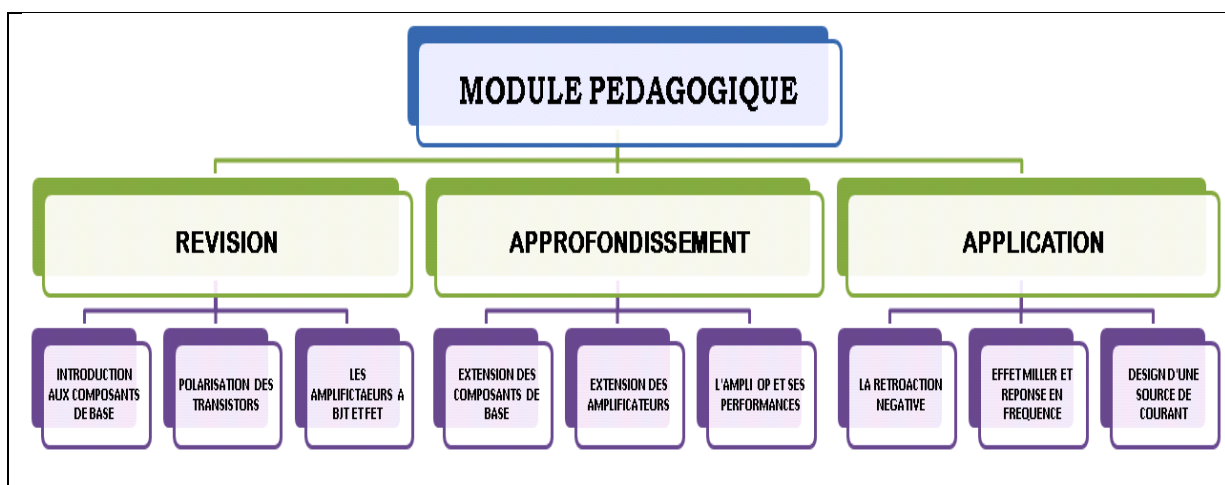 MODULE PEDAGOGIQUE
REVISION
APPROFONDISSEMENT
APPLICATION
INTRODUCTION
AUX COMPOSANTS
DE BASE
POLARISATION DES
TRANSISTORS
LES
AMPLIFICTAEURS A
BJT ET FET
EXTENSION DES
COMPOSANTS DE
BASE
EXTENSION DES
AMPLIFICATEURS
L'AMPLI OP ET SES
PERFORMANCES
LA RETROACTION
NEGATIVE
EFFET MILLER ET
REPONSE EN
FREQUENCE
DESIGN D'UNE
SOURCE DE
COURANT